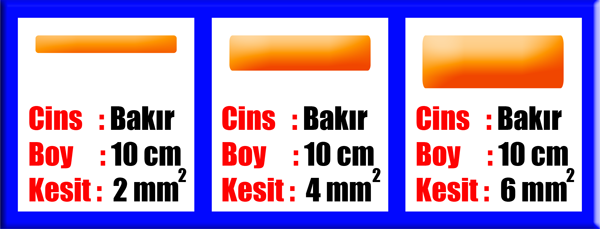 Cins : Bakır
Boy : 10 cm
Kesit : 2 mm²
Cins : Bakır
Boy : 10 cm
Kesit : 4 mm²
Cins : Bakır
Boy : 10 cm
Kesit : 6 mm²